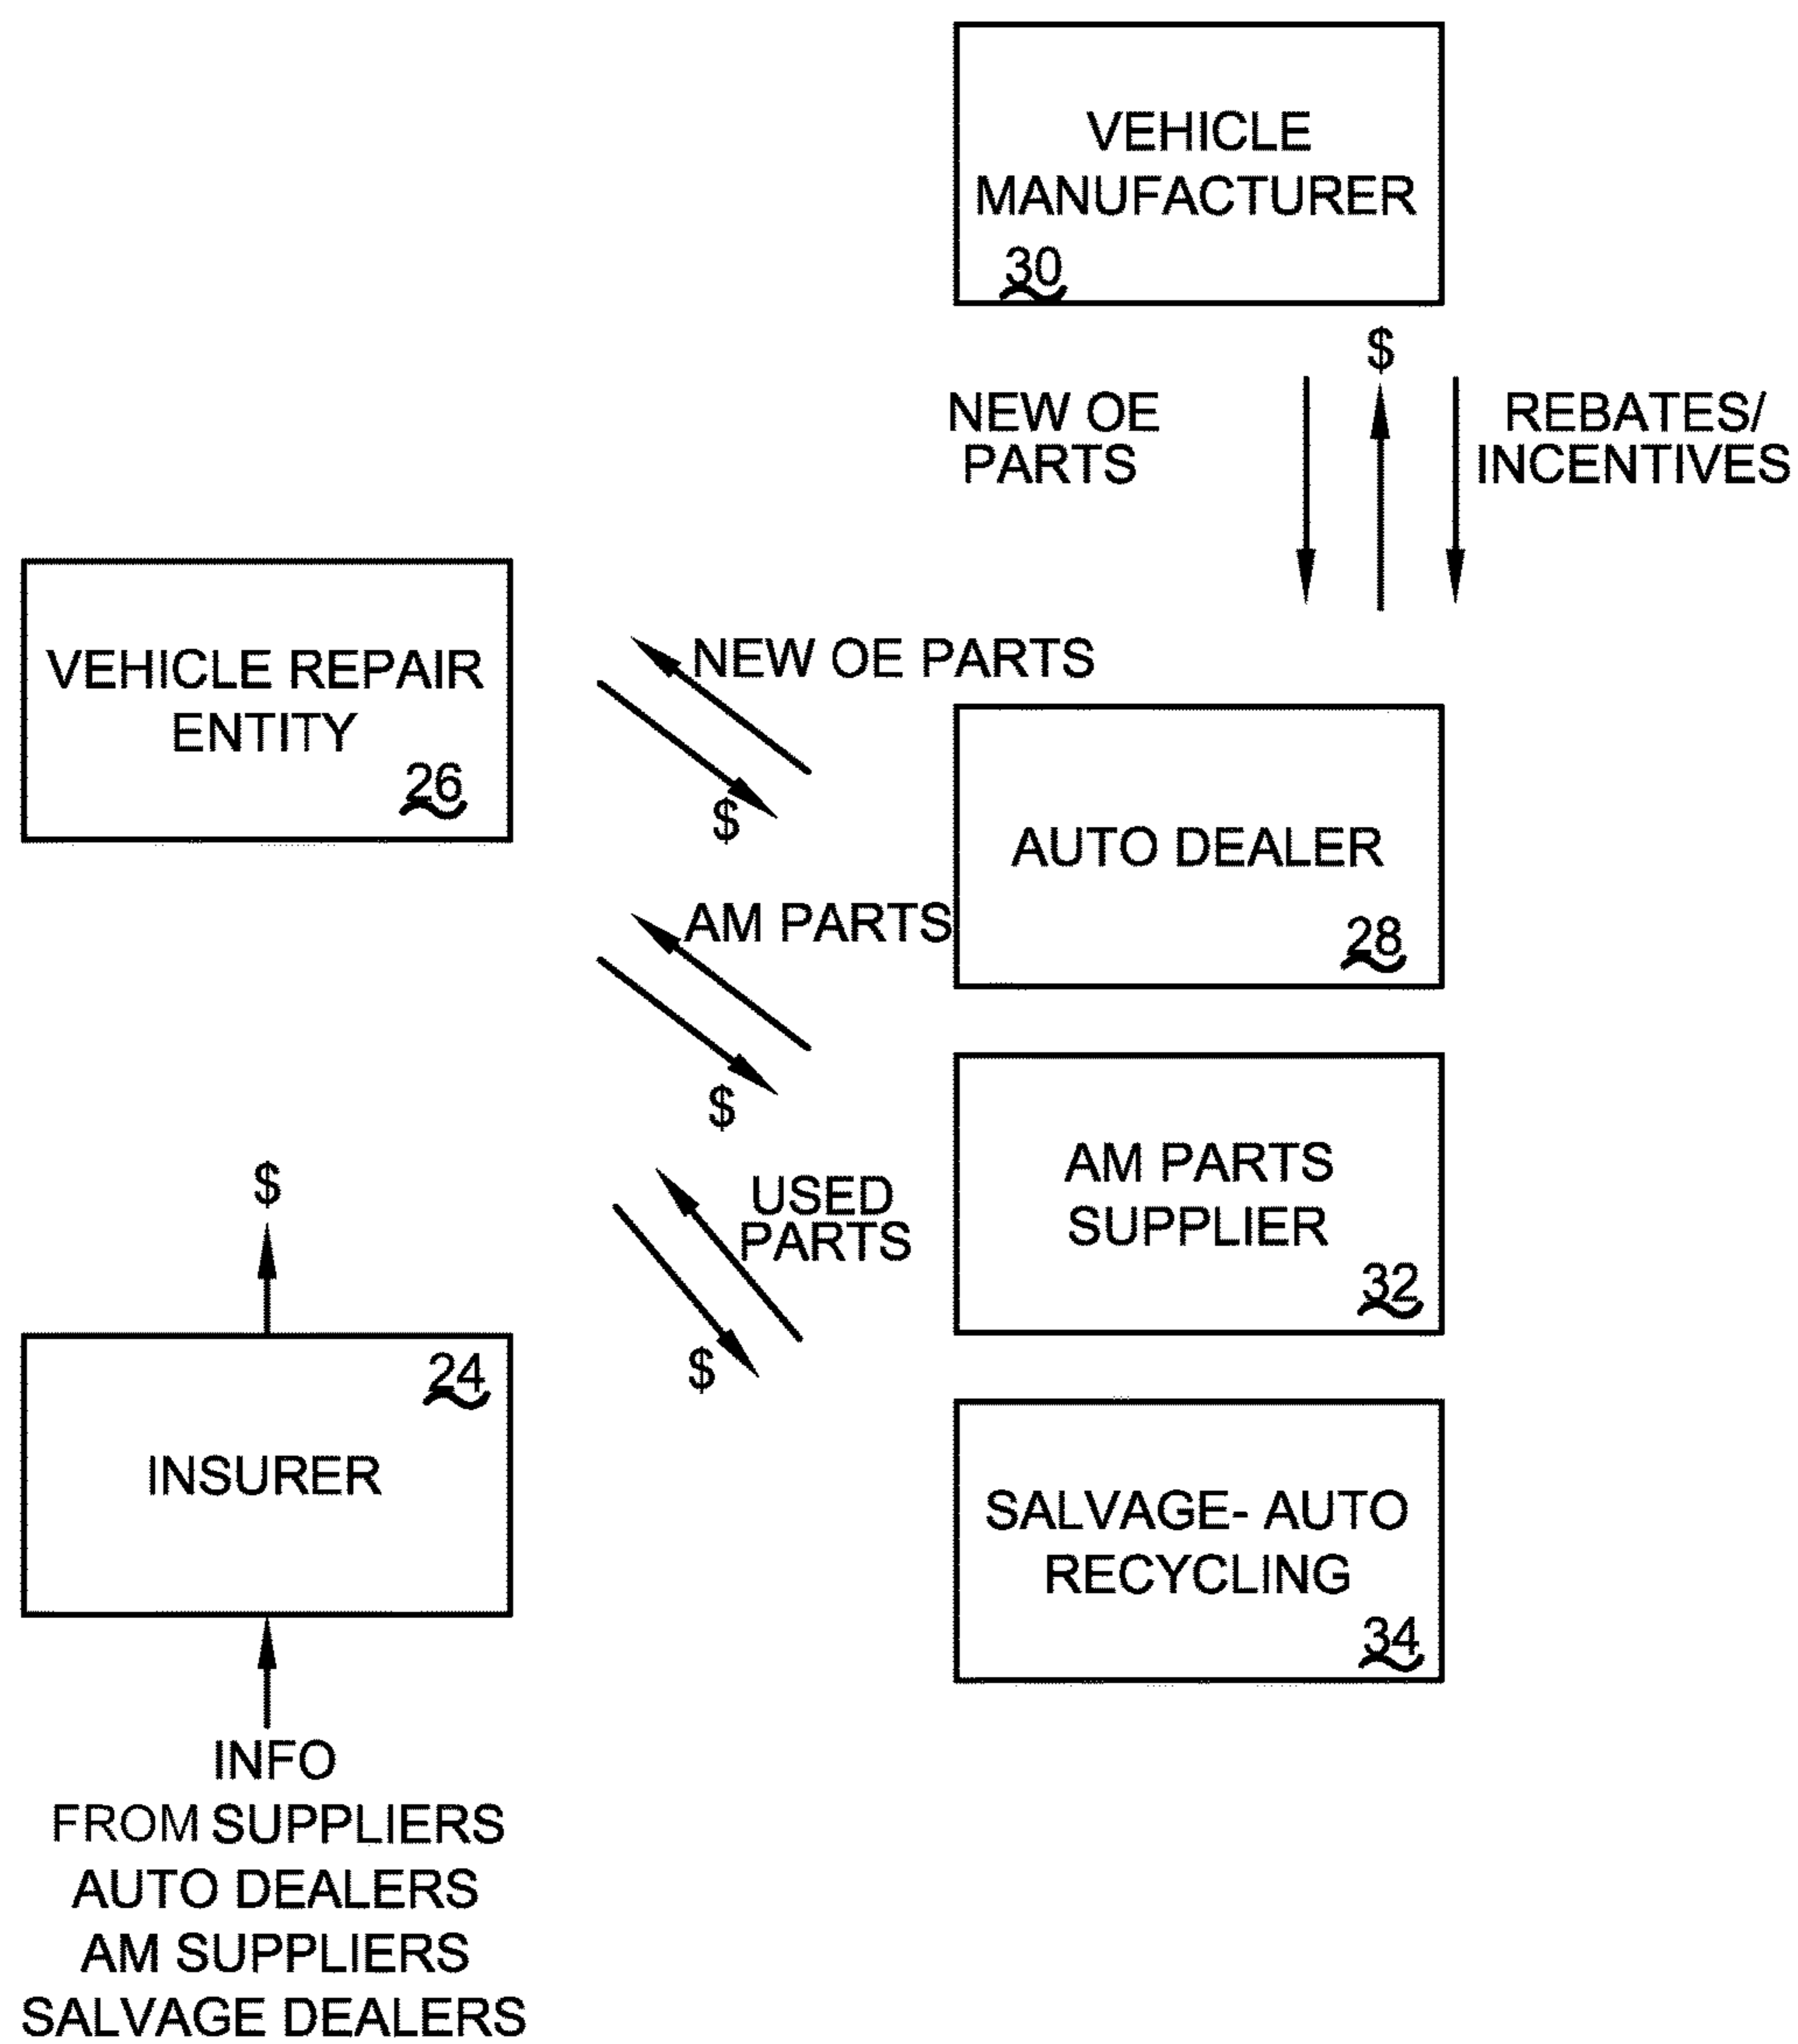 VEHICLE
MANUFACTURER
30
$
NEW OE
PARTS
REBATES/
INCENTIVES
VEHICLE REPAIR
ENTITY
26
NEW OE PARTS
$
AUTO DEALER
28
AM PARTS
$
AM PARTS
SUPPLIER
32
USED
PARTS
$
$
24
INSURER
SALVAGE- AUTO
RECYCLING
34
INFO
FROM SUPPLIERS
AUTO DEALERS
AM SUPPLIERS
SALVAGE DEALERS